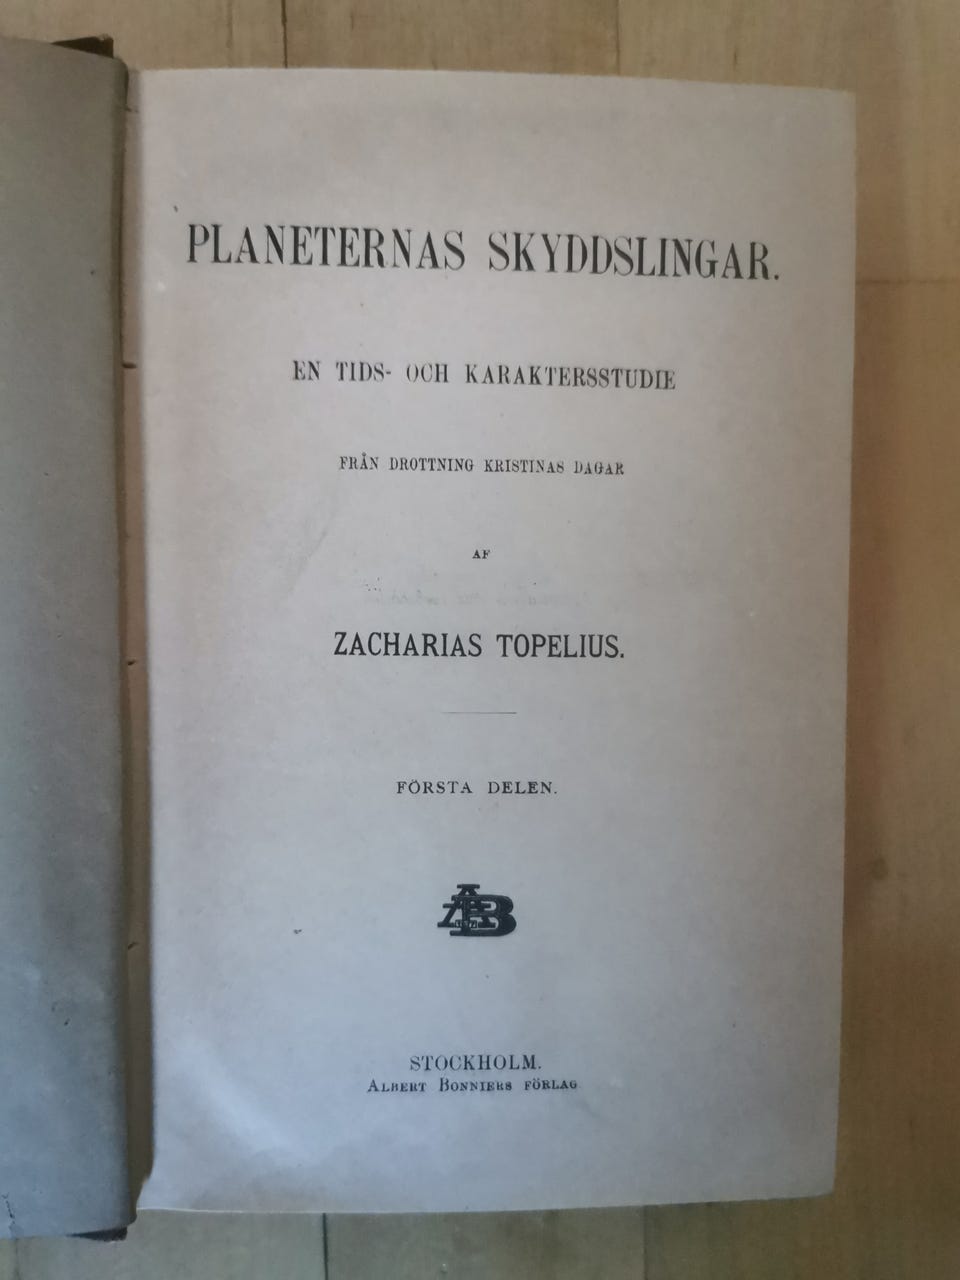 PLANETERNAS SKYDDSLINGAR.
EN TIDS- OCH KARAKTERSSTUDIE
FRÅN DROTTNING KRISTINAS DAGAR
AF
ZACHARIAS TOPELIUS.
FÖRSTA DELEN.
AB
STOCKHOLM.
ALBERT BONNIERS FÖRLAG